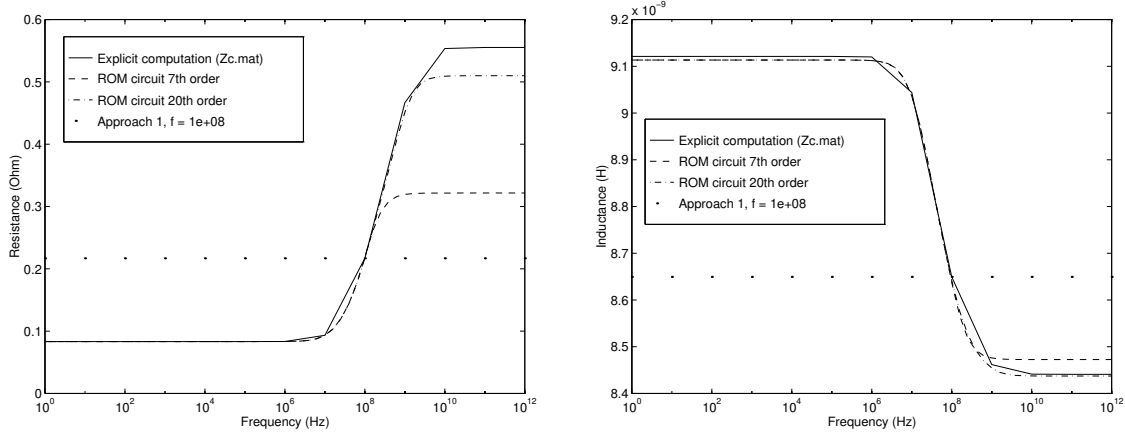 0.6
0.5
0.4
0.3
0.2
0.1
0
Resistance (Ohm)
Explicit computation (Zc.mat)
ROM circuit 7th order
ROM circuit 20th order
Approach 1, f = 1e+08
10^0 10^2 10^4 10^6 10^8 10^10 10^12
Frequency (Hz)
x 10^−9
9.2
9.1
9
8.9
8.8
8.7
8.6
8.5
8.4
Inductance (H)
Explicit computation (Zc.mat)
ROM circuit 7th order
ROM circuit 20th order
Approach 1, f = 1e+08
10^0 10^2 10^4 10^6 10^8 10^10 10^12
Frequency (Hz)